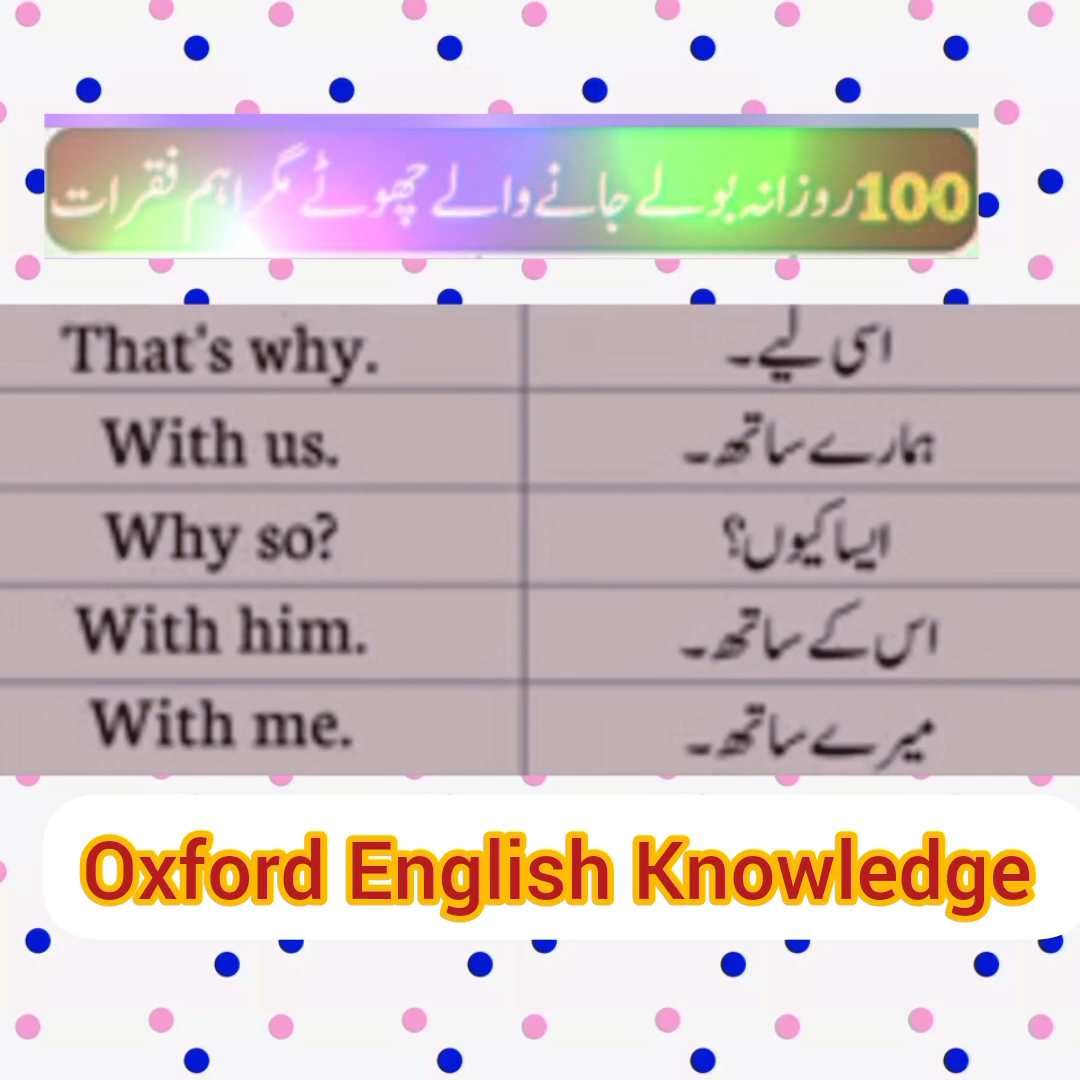 100 روزانہ بولے جانے والے چھوٹے مگر اہم فقرات
That's why. اسی لیے۔
With us. ہمارے ساتھ۔
Why so? ایسا کیوں؟
With him. اس کے ساتھ۔
With me. میرے ساتھ۔
Oxford English Knowledge